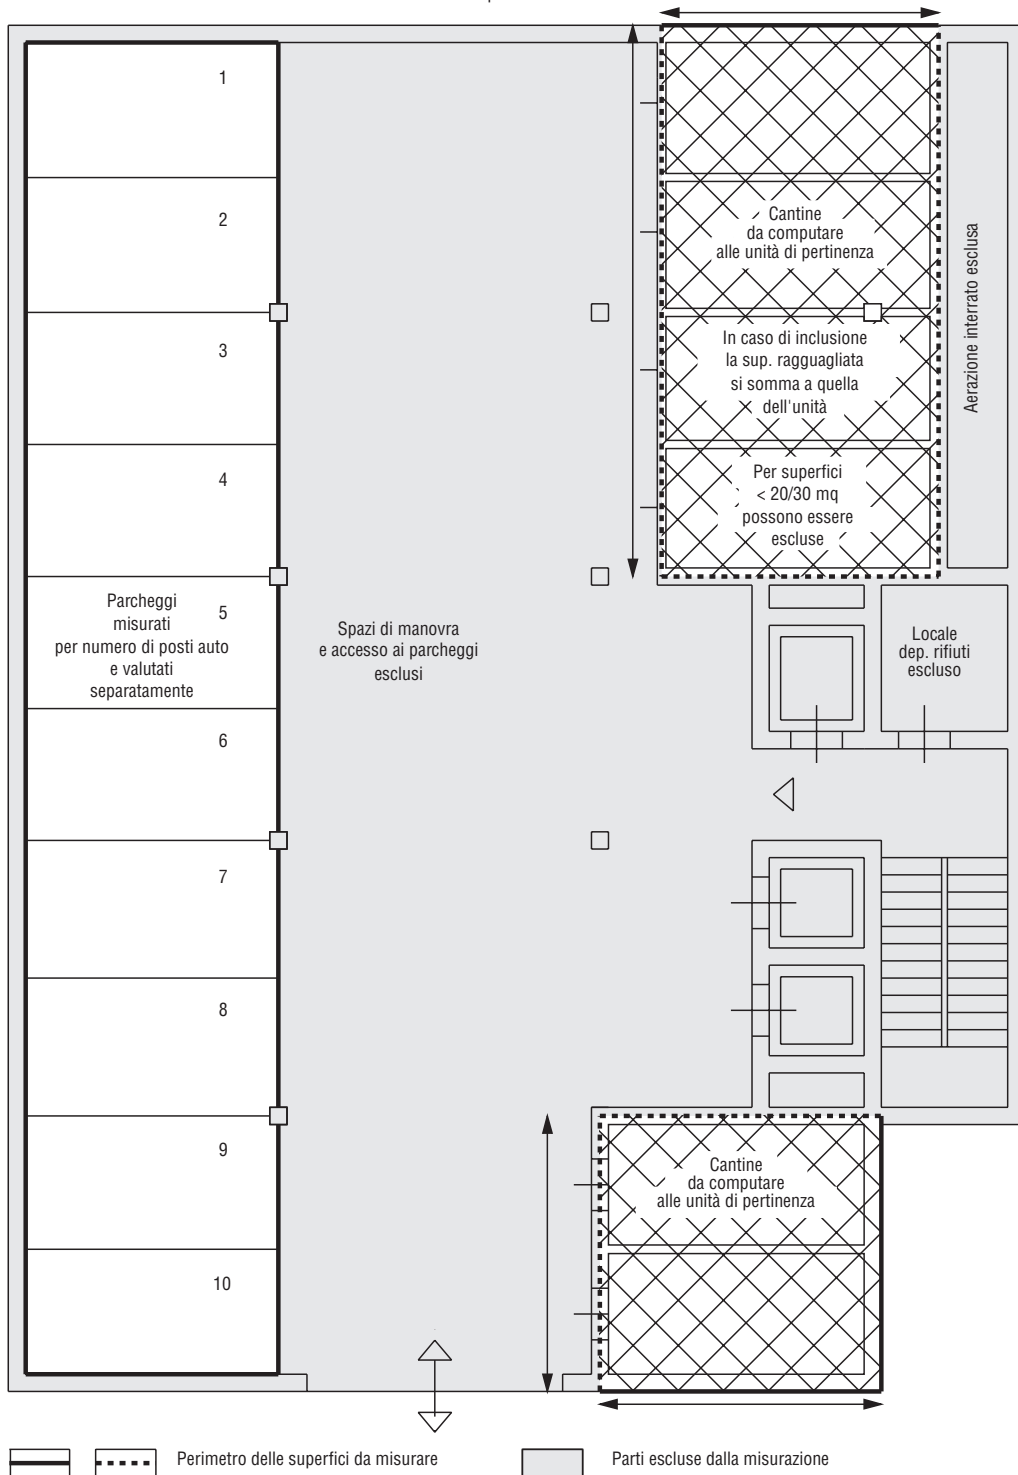 1
2
3
4
Parcheggi
misurati
per numero di posti auto
e valutati
separatamente
5
6
7
8
9
10
Spazi di manovra
e accesso ai parcheggi
esclusi
Cantine
da computare
alle unità di pertinenza
In caso di inclusione
la sup. ragguagliata
si somma a quella
dell'unità
Per superfici
< 20/30 mq
possono essere
escluse
Aerazione interrato esclusa
Locale
dep. rifiuti
escluso
Cantine
da computare
alle unità di pertinenza
Perimetro delle superfici da misurare
Parti escluse dalla misurazione